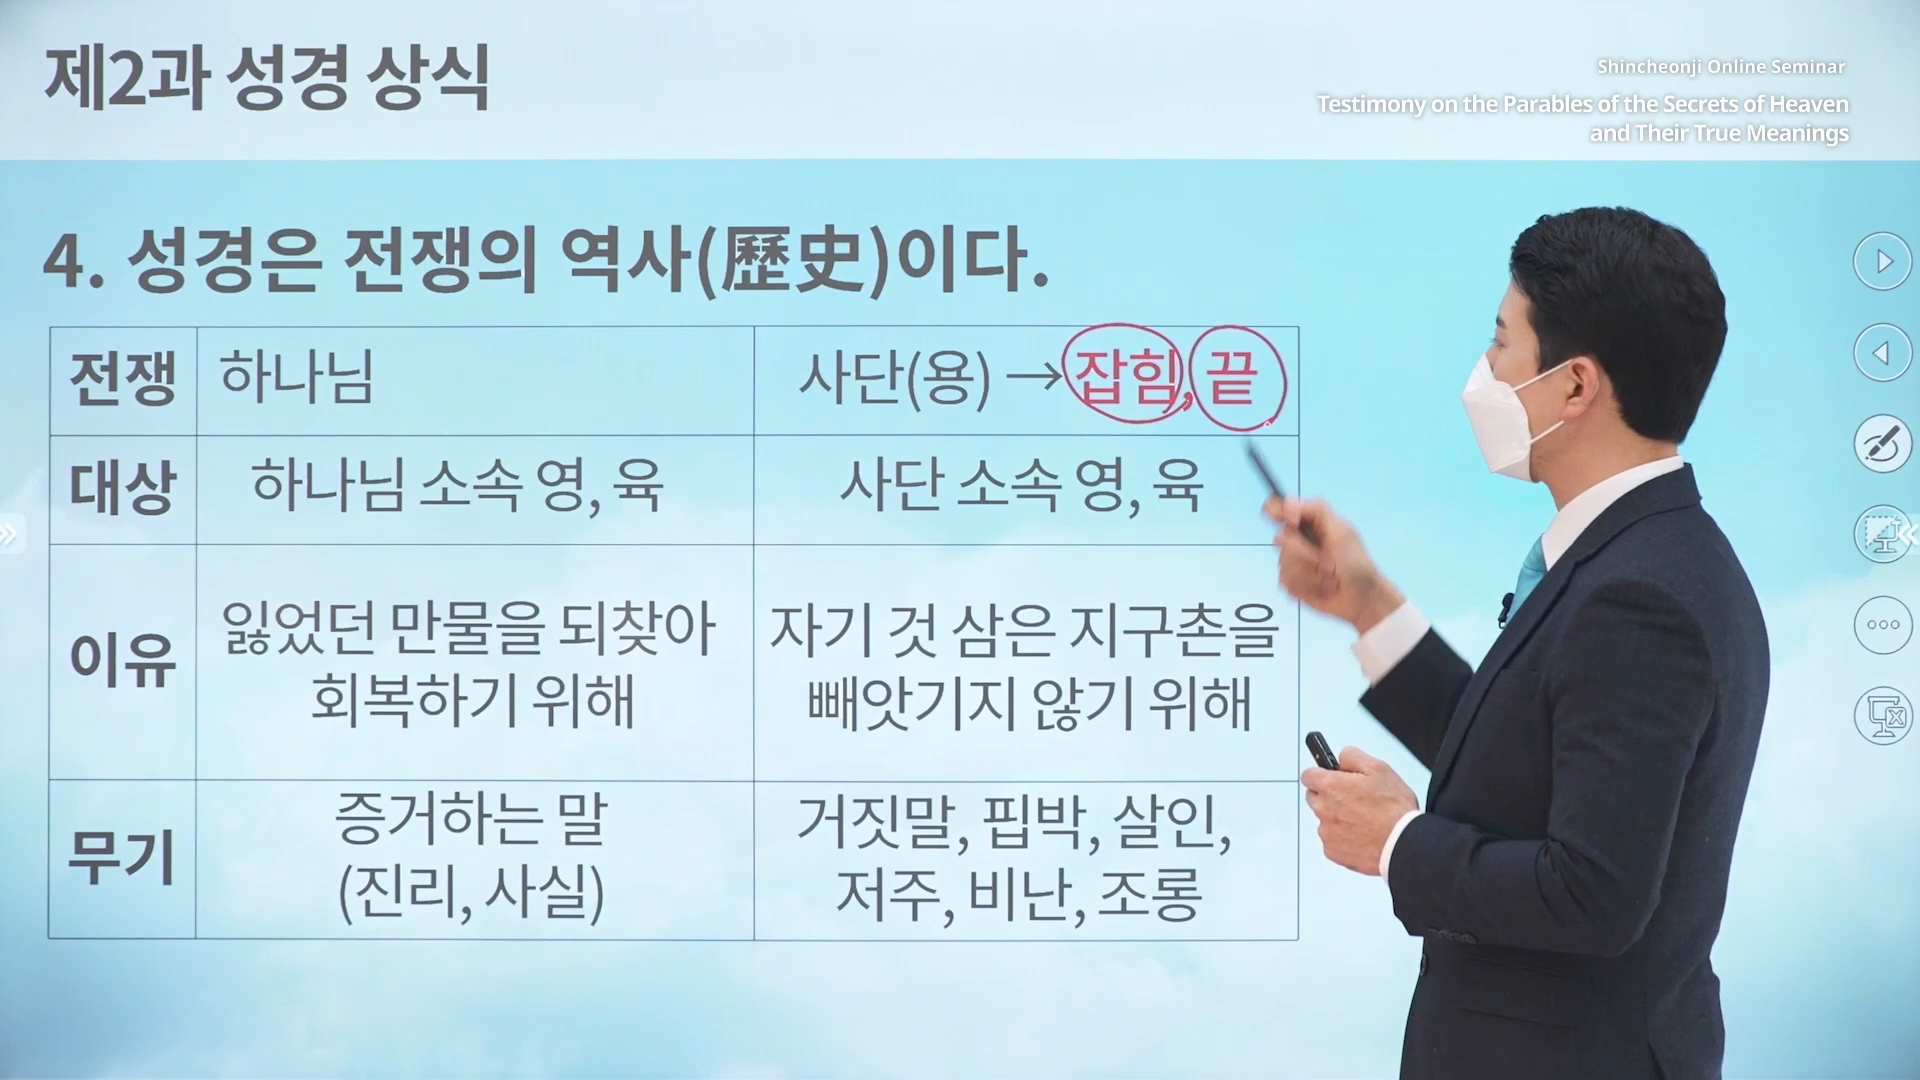 제2과 성경 상식
Shincheonji Online Seminar
Testimony on the Parables of the Secrets of Heaven
and Their True Meanings
4. 성경은 전쟁의 역사(歷史)이다.
전쟁 하나님 사단(용) →잡힘, 끝
대상 하나님 소속 영, 육 사단 소속 영, 육
이유 잃었던 만물을 되찾아 회복하기 위해 자기 것 삼은 지구촌을 빼앗기지 않기 위해
무기 증거하는 말 (진리, 사실) 거짓말, 핍박, 살인, 저주, 비난, 조롱